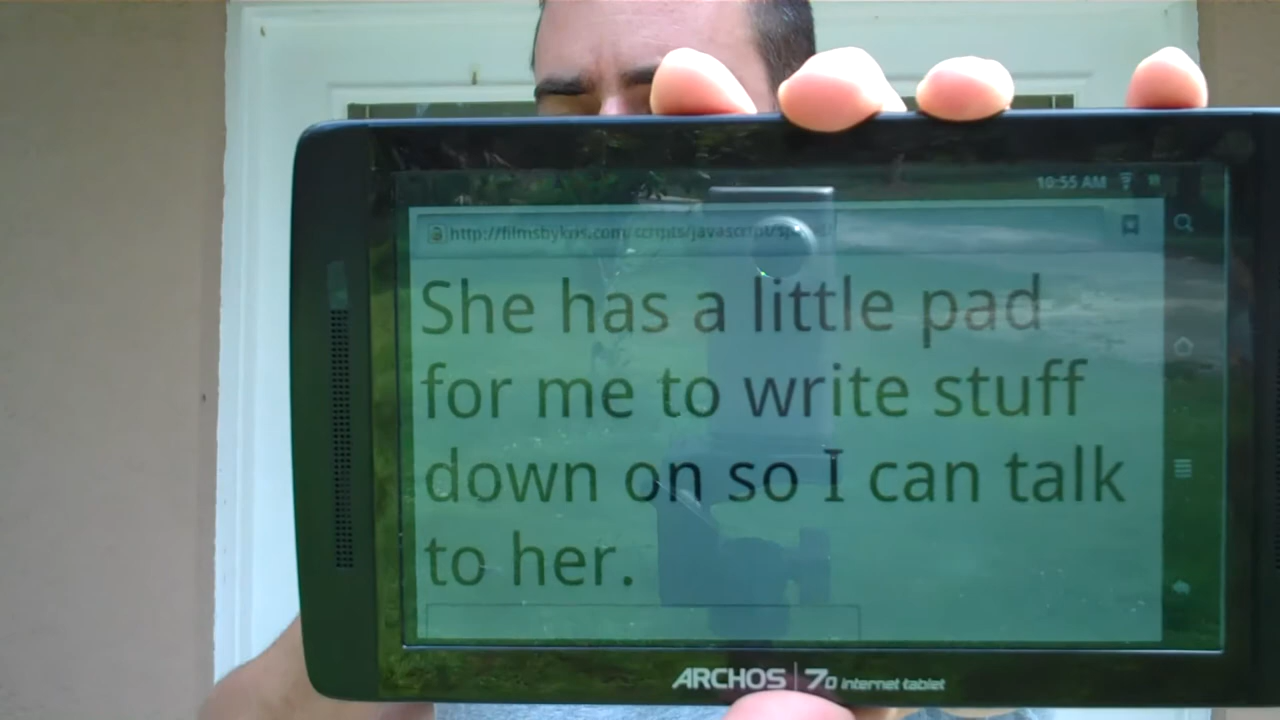 10:55 AM
She has a little pad
for me to write stuff
down on so I can talk
to her.
ARCHOS 70 internet tablet